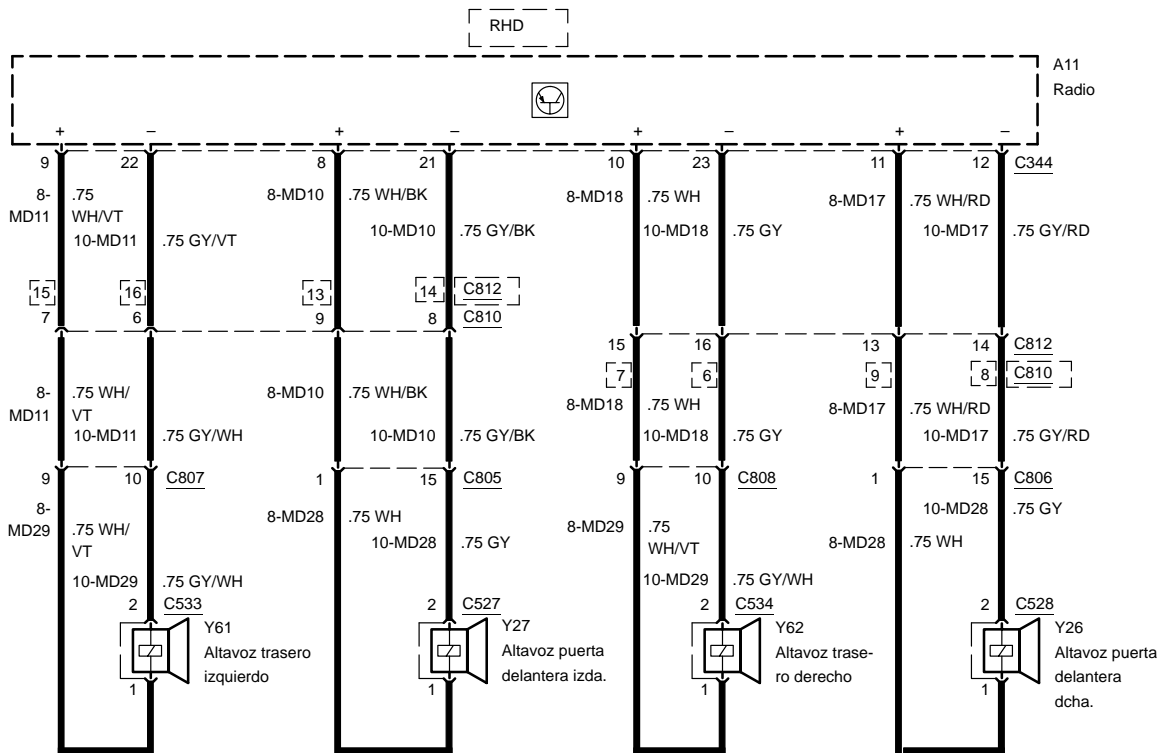 RHD
A11
Radio
+ – + – + – + –
9 22 8 21 10 23 11 12 C344
8- .75 8-MD10 .75 WH/BK 8-MD18 .75 WH 8-MD17 .75 WH/RD
MD11 WH/VT
10-MD11 .75 GY/VT 10-MD10 .75 GY/BK 10-MD18 .75 GY 10-MD17 .75 GY/RD
15 16 13 14 C812
7 6 9 8 C810
15 16 13 14 C812
7 6 9 8 C810
8- .75 WH/ 8-MD10 .75 WH/BK 8-MD18 .75 WH 8-MD17 .75 WH/RD
MD11 VT
10-MD11 .75 GY/WH 10-MD10 .75 GY/BK 10-MD18 .75 GY 10-MD17 .75 GY/RD
9 10 C807 1 15 C805 9 10 C808 1 15 C806
8- .75 WH/ 8-MD28 .75 WH 8-MD29 .75 10-MD28 .75 GY
MD29 VT 10-MD28 .75 GY WH/VT 8-MD28 .75 WH
10-MD29 .75 GY/WH 10-MD29 .75 GY/WH
2 C533 2 C527 2 C534 2 C528
Y61 Y27 Y62 Y26
Altavoz trasero Altavoz puerta Altavoz trase- Altavoz puerta
izquierdo delantera izda. ro derecho delantera
1 1 1 1 dcha.